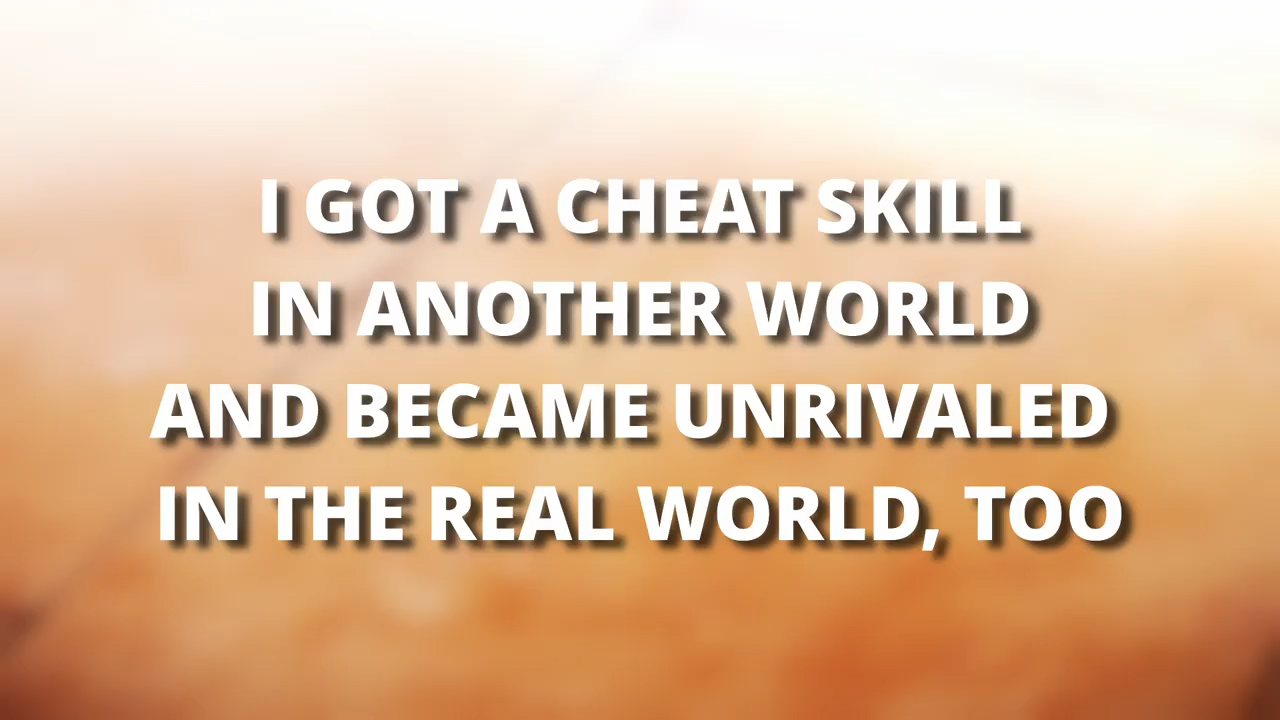 I GOT A CHEAT SKILL
IN ANOTHER WORLD
AND BECAME UNRIVALED
IN THE REAL WORLD, TOO